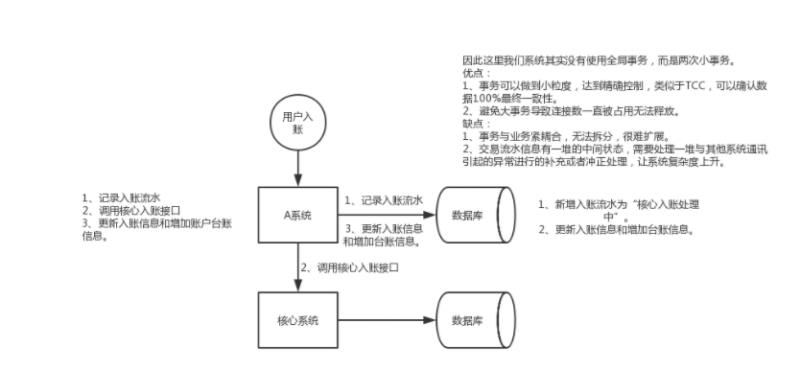 因此这里我们系统其实没有使用全局事务，而是两次小事务。
优点：
1、事务可以做到小粒度，达到精确控制，类似于TCC，可以确认数
据100%最终一致性。
2、避免大事务导致连接数一直被占用无法释放。
缺点：
1、事务与业务紧耦合，无法拆分，很难扩展。
2、交易流水信息有一堆的中间状态，需要处理一堆与其他系统通讯
引起的异常进行的补充或者冲正处理，让系统复杂度上升。
用户入
账
1、记录入账流水
2、调用核心入账接口
3、更新入账信息和增加账户台账
信息。
A系统
1、记录入账流水
3、更新入账信息
和增加台账信息。
数据库
1、新增入账流水为“核心入账处理
中”。
2、更新入账信息和增加台账信息。
2、调用核心入账接口
核心系统
数据库